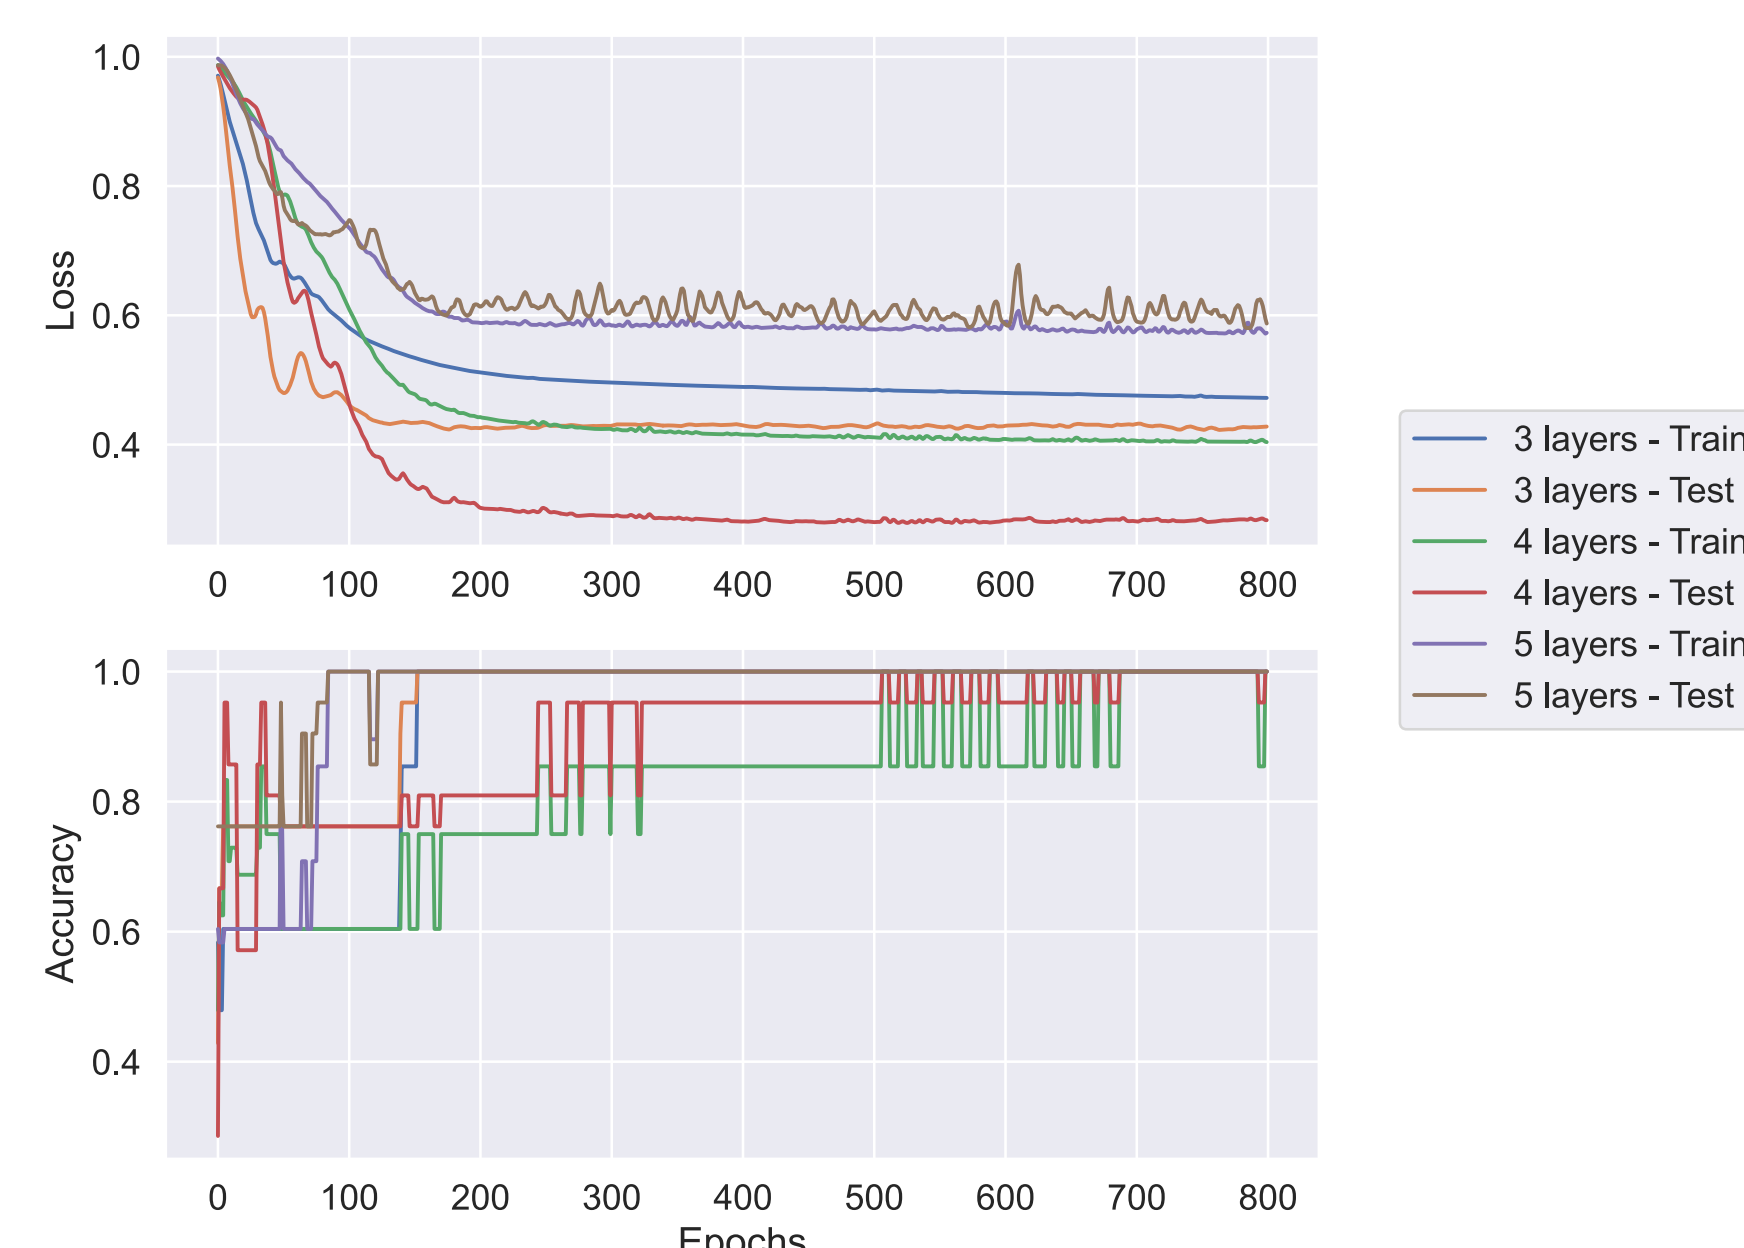 1.0
0.8
0.6
0.4
Loss
0 100 200 300 400 500 600 700 800
3 layers - Train
3 layers - Test
4 layers - Train
4 layers - Test
5 layers - Train
5 layers - Test
1.0
0.8
0.6
0.4
Accuracy
0 100 200 300 400 500 600 700 800
Epochs